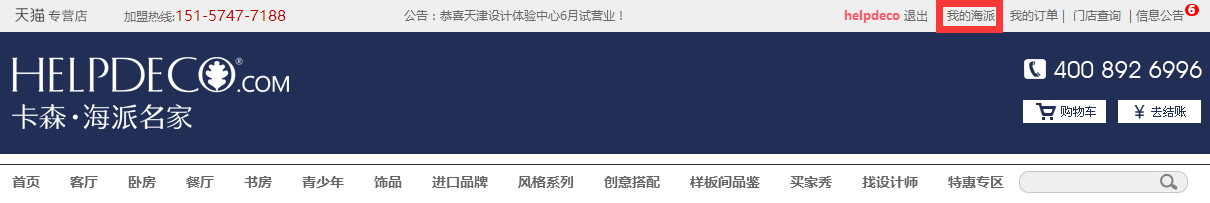 天猫 专营店 加盟热线:151-5747-7188 公告：恭喜天津设计体验中心6月试营业！ helpdeco 退出 我的海派 我的订单 | 门店查询 | 信息公告 6
HELPDECO®.COM
卡森·海派名家
400 892 6996
购物车 ¥ 去结账
首页 客厅 卧房 餐厅 书房 青少年 饰品 进口品牌 风格系列 创意搭配 样板间品鉴 买家秀 找设计师 特惠专区